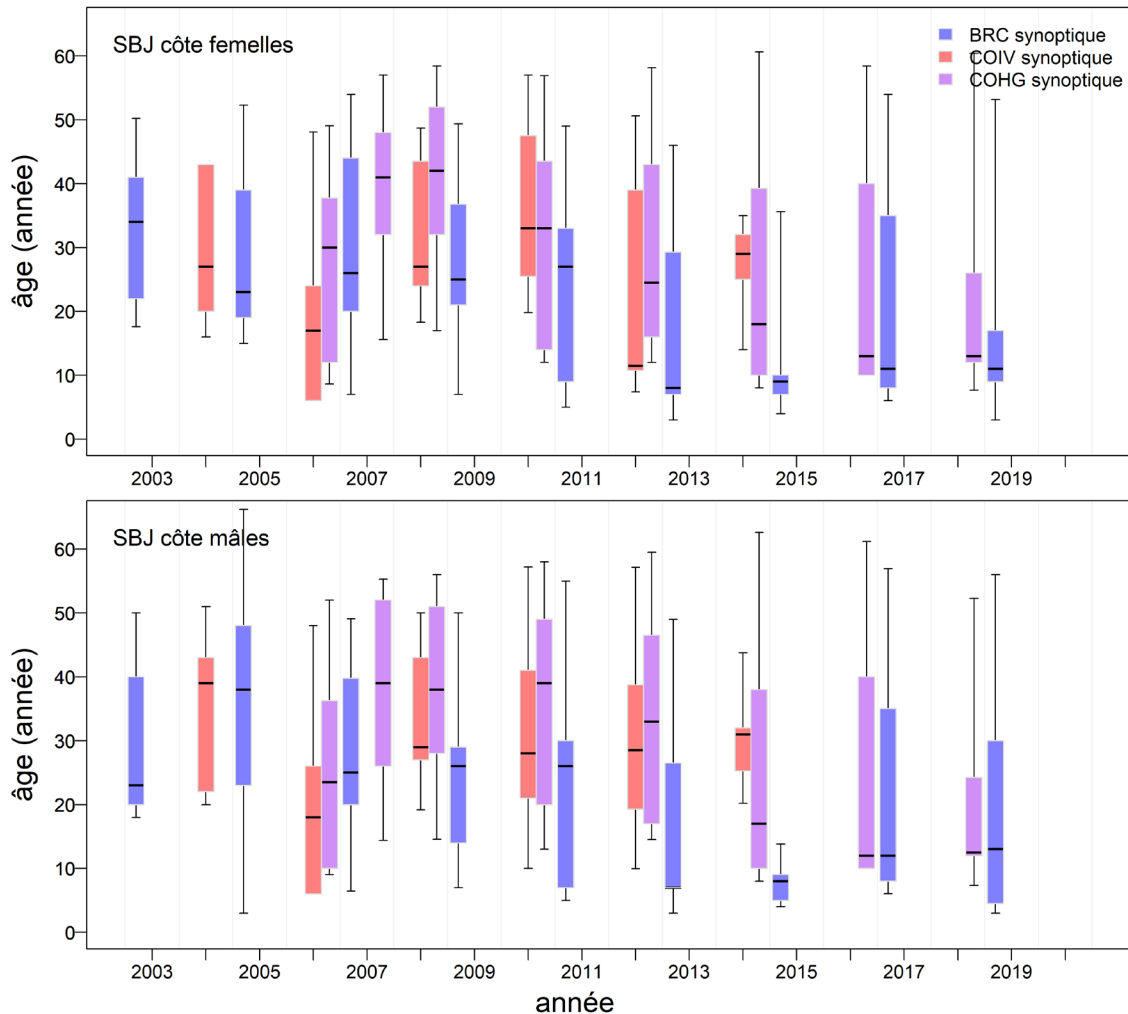 SBJ côte femelles
BRC synoptique
COIV synoptique
COHG synoptique
âge (année)
60
50
40
30
20
10
0
2003 2005 2007 2009 2011 2013 2015 2017 2019
SBJ côte mâles
âge (année)
60
50
40
30
20
10
0
2003 2005 2007 2009 2011 2013 2015 2017 2019
année